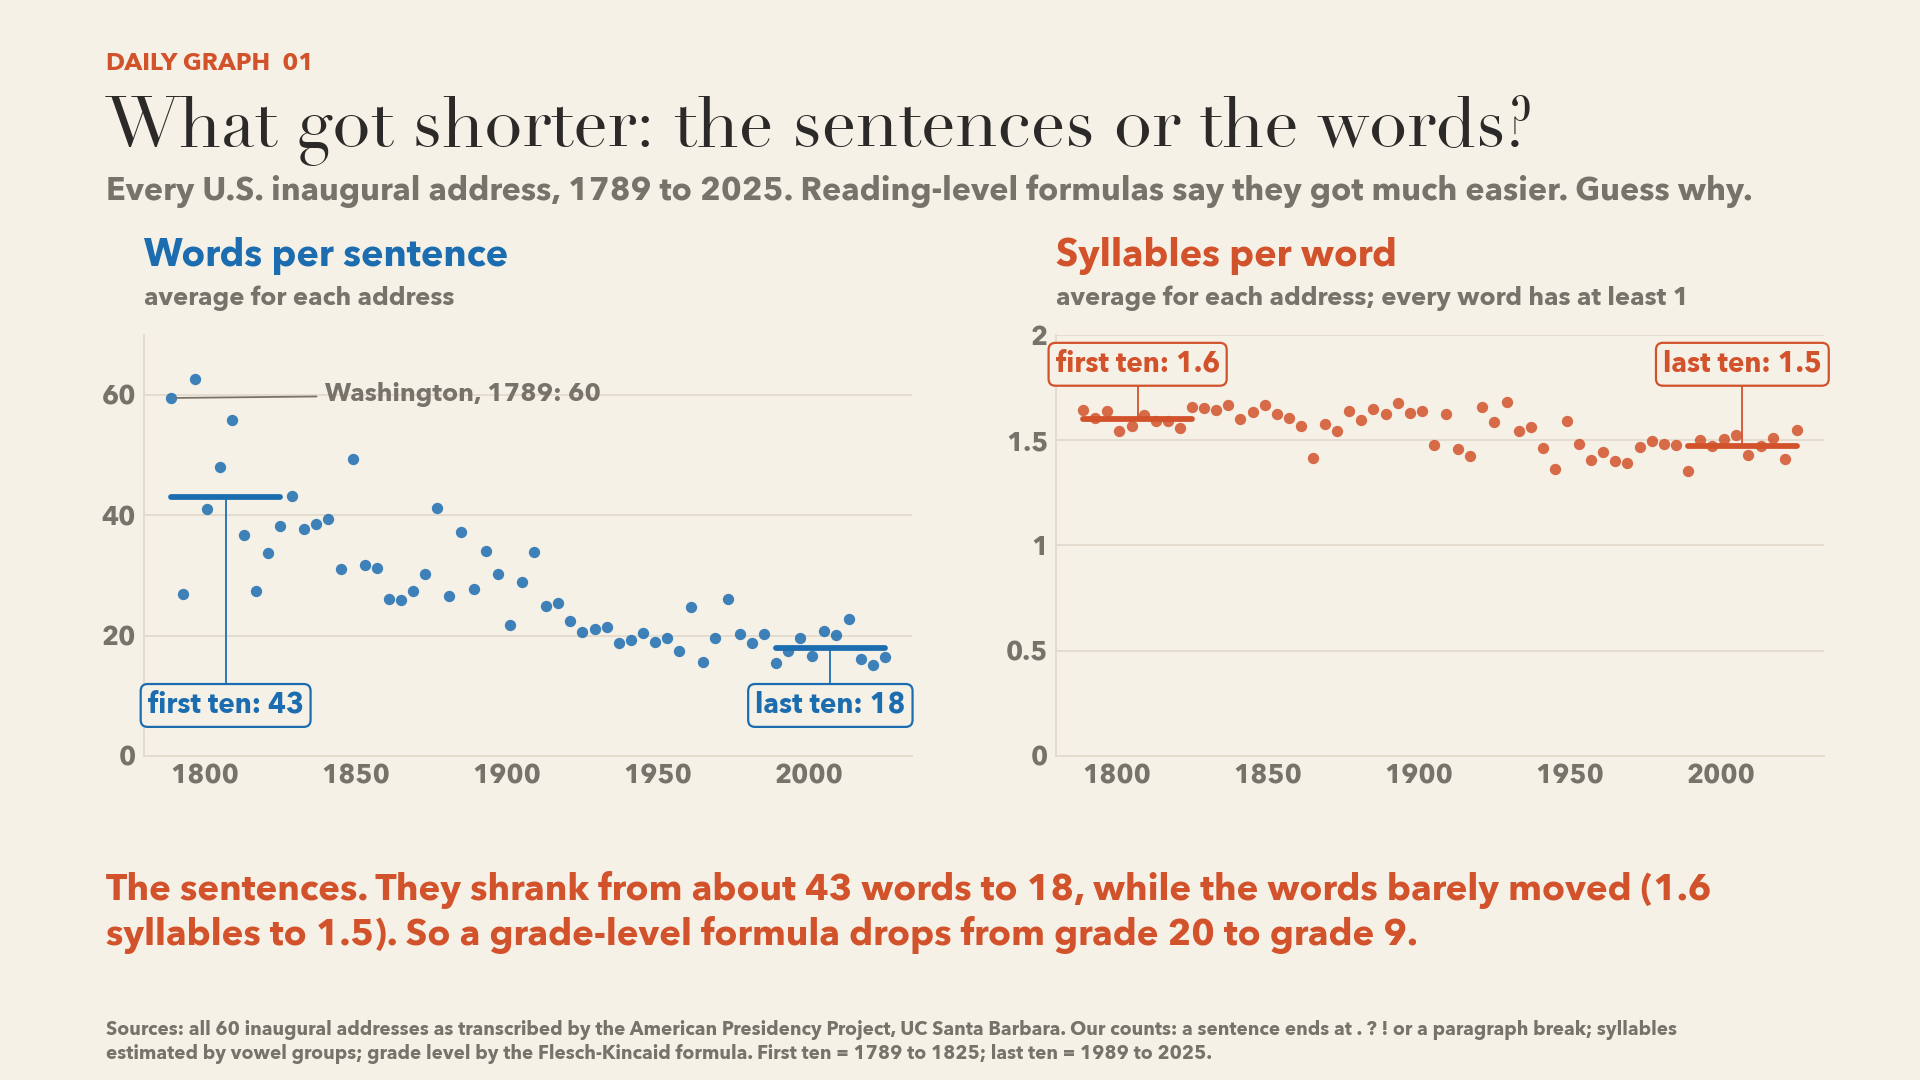 DAILY GRAPH 01
What got shorter: the sentences or the words?
Every U.S. inaugural address, 1789 to 2025. Reading-level formulas say they got much easier. Guess why.
Words per sentence
average for each address
60
40
20
0
Washington, 1789: 60
first ten: 43
last ten: 18
1800 1850 1900 1950 2000
Syllables per word
average for each address; every word has at least 1
2
1.5
1
0.5
0
first ten: 1.6
last ten: 1.5
1800 1850 1900 1950 2000
The sentences. They shrank from about 43 words to 18, while the words barely moved (1.6
syllables to 1.5). So a grade-level formula drops from grade 20 to grade 9.
Sources: all 60 inaugural addresses as transcribed by the American Presidency Project, UC Santa Barbara. Our counts: a sentence ends at . ? ! or a paragraph break; syllables
estimated by vowel groups; grade level by the Flesch-Kincaid formula. First ten = 1789 to 1825; last ten = 1989 to 2025.